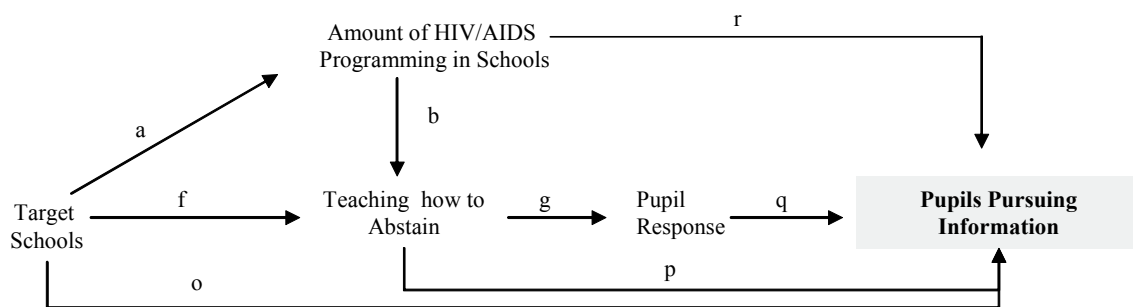 Amount of HIV/AIDS
Programming in Schools
r
a
b
Target
Schools
f
Teaching how to
Abstain
g
Pupil
Response
q
Pupils Pursuing
Information
o
p